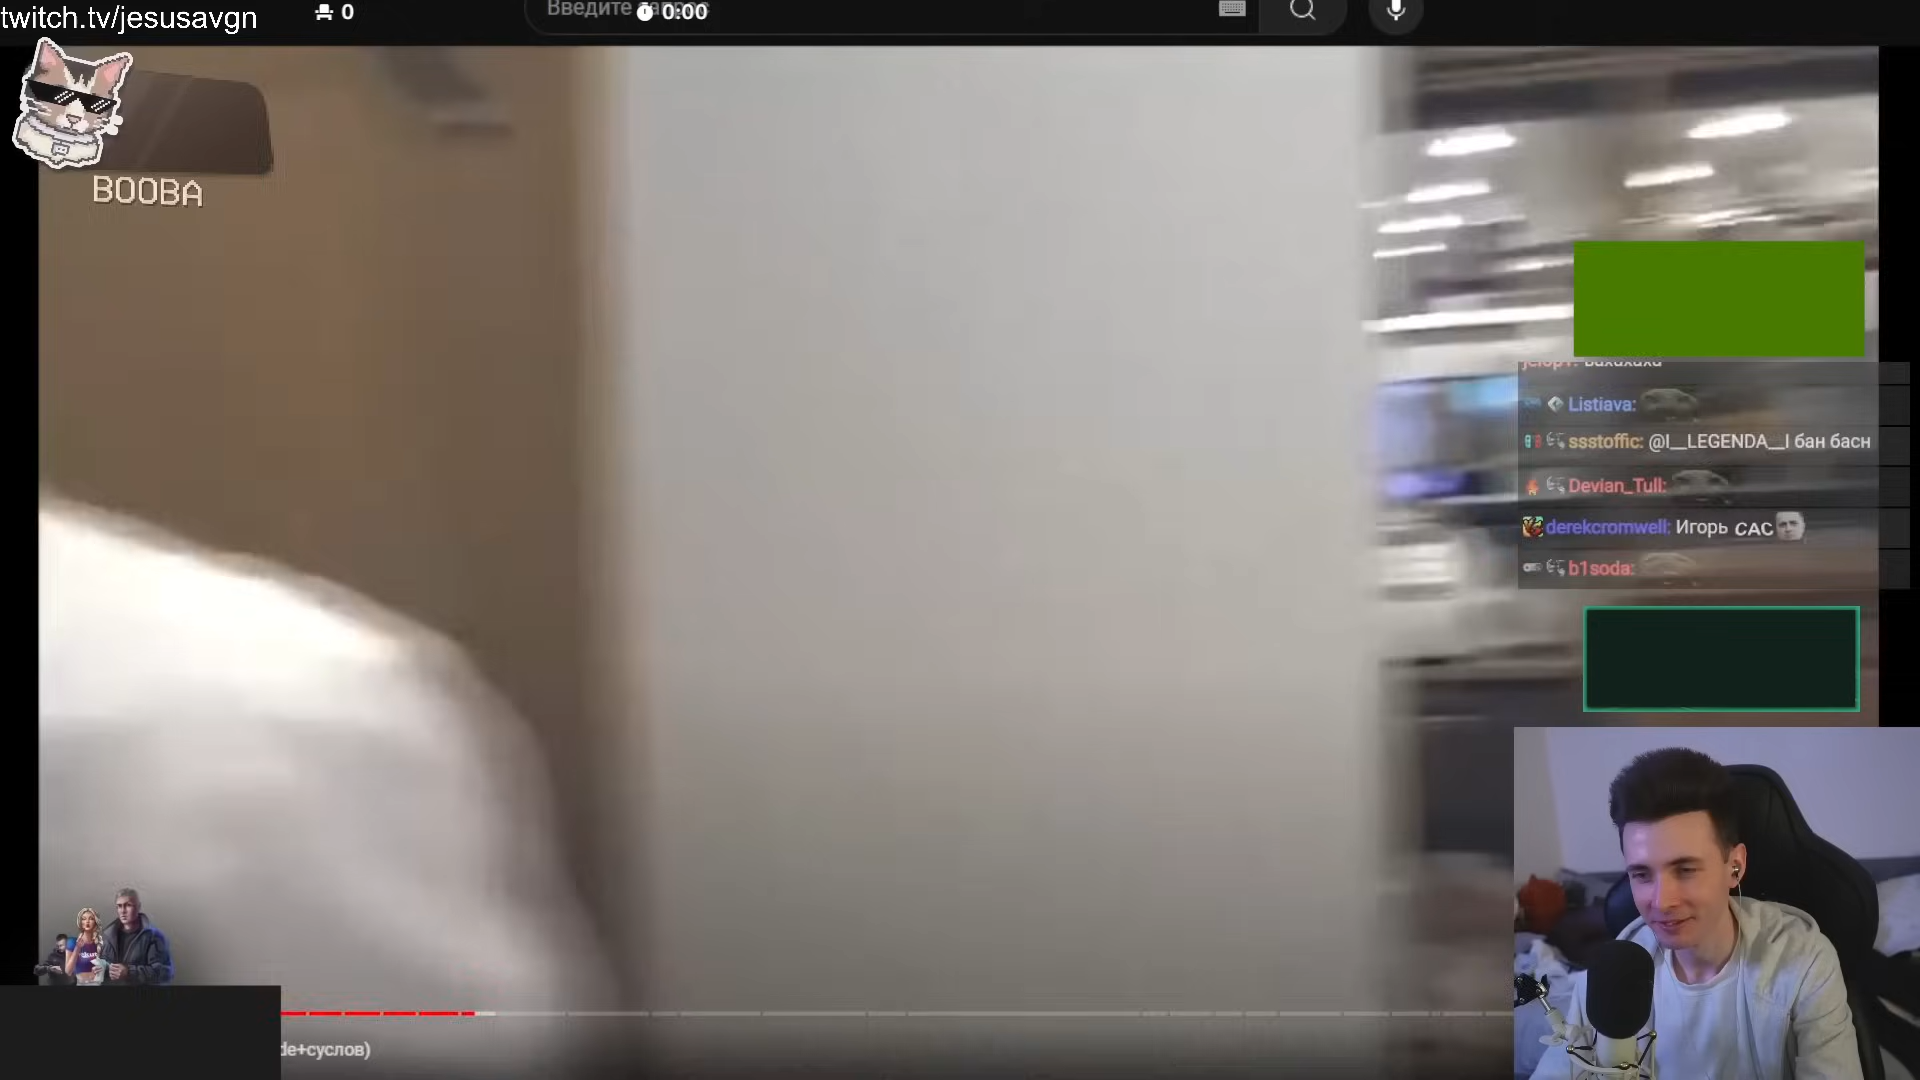 twitch.tv/jesusavgn
0
Введите
0:00
BOOBA
Listiava:
ssstoffic: @I__LEGENDA__I бан басн
Devian_Tull:
derekcromwell: Игорь САС
b1soda:
de+суслов)